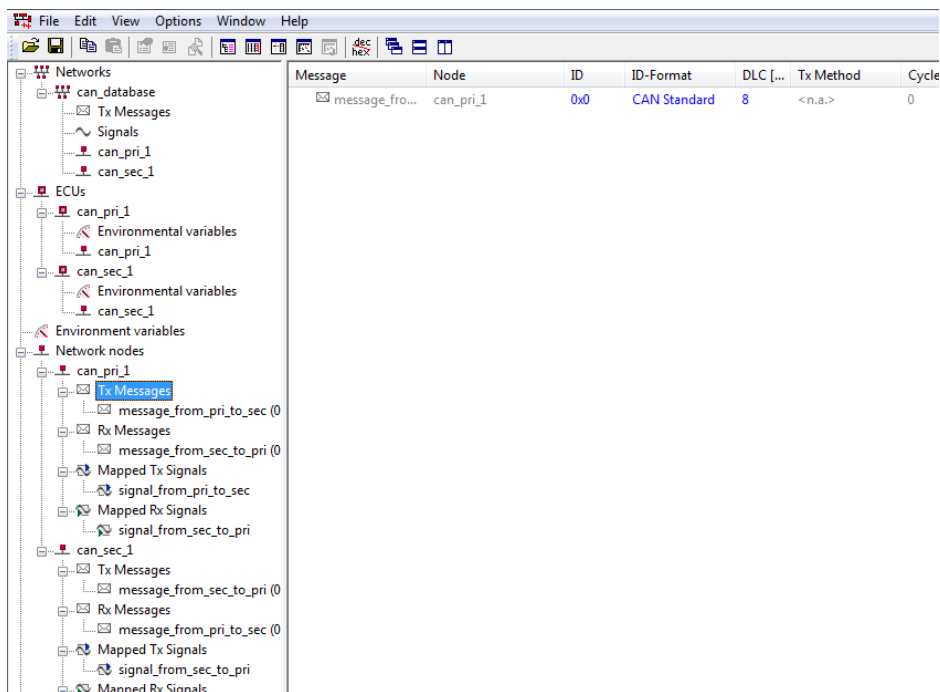 File Edit View Options Window Help
dec
hex
Networks
can_database
Tx Messages
Signals
can_pri_1
can_sec_1
ECUs
can_pri_1
Environmental variables
can_pri_1
can_sec_1
Environmental variables
can_sec_1
Environment variables
Network nodes
can_pri_1
Tx Messages
message_from_pri_to_sec (0
Rx Messages
message_from_sec_to_pri (0
Mapped Tx Signals
signal_from_pri_to_sec
Mapped Rx Signals
signal_from_sec_to_pri
can_sec_1
Tx Messages
message_from_sec_to_pri (0
Rx Messages
message_from_pri_to_sec (0
Mapped Tx Signals
signal_from_sec_to_pri
Mapped Rx Signals
Message Node ID ID-Format DLC [... Tx Method Cycle
message_fro... can_pri_1 0x0 CAN Standard 8 <n.a.> 0